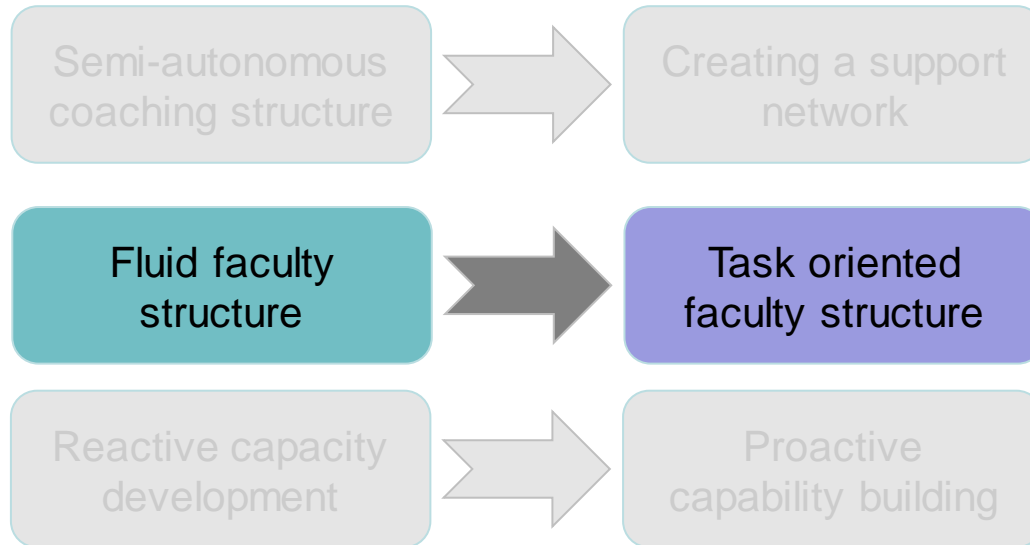 Semi-autonomous
coaching structure
Creating a support
network
Fluid faculty
structure
Task oriented
faculty structure
Reactive capacity
development
Proactive
capability building